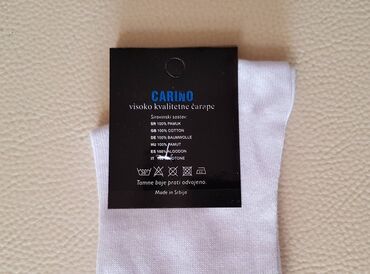 CARINO
visoko kvalitetne čarape
Sirovinski sastav:
SR 100% PAMUK
GB 100% COTTON
DE 100% BAUMWOLLE
HU 100% PAMUT
ES 100% ALGODON
IT 100% COTONE
Tamne boje prati odvojeno.
Made in Srbija